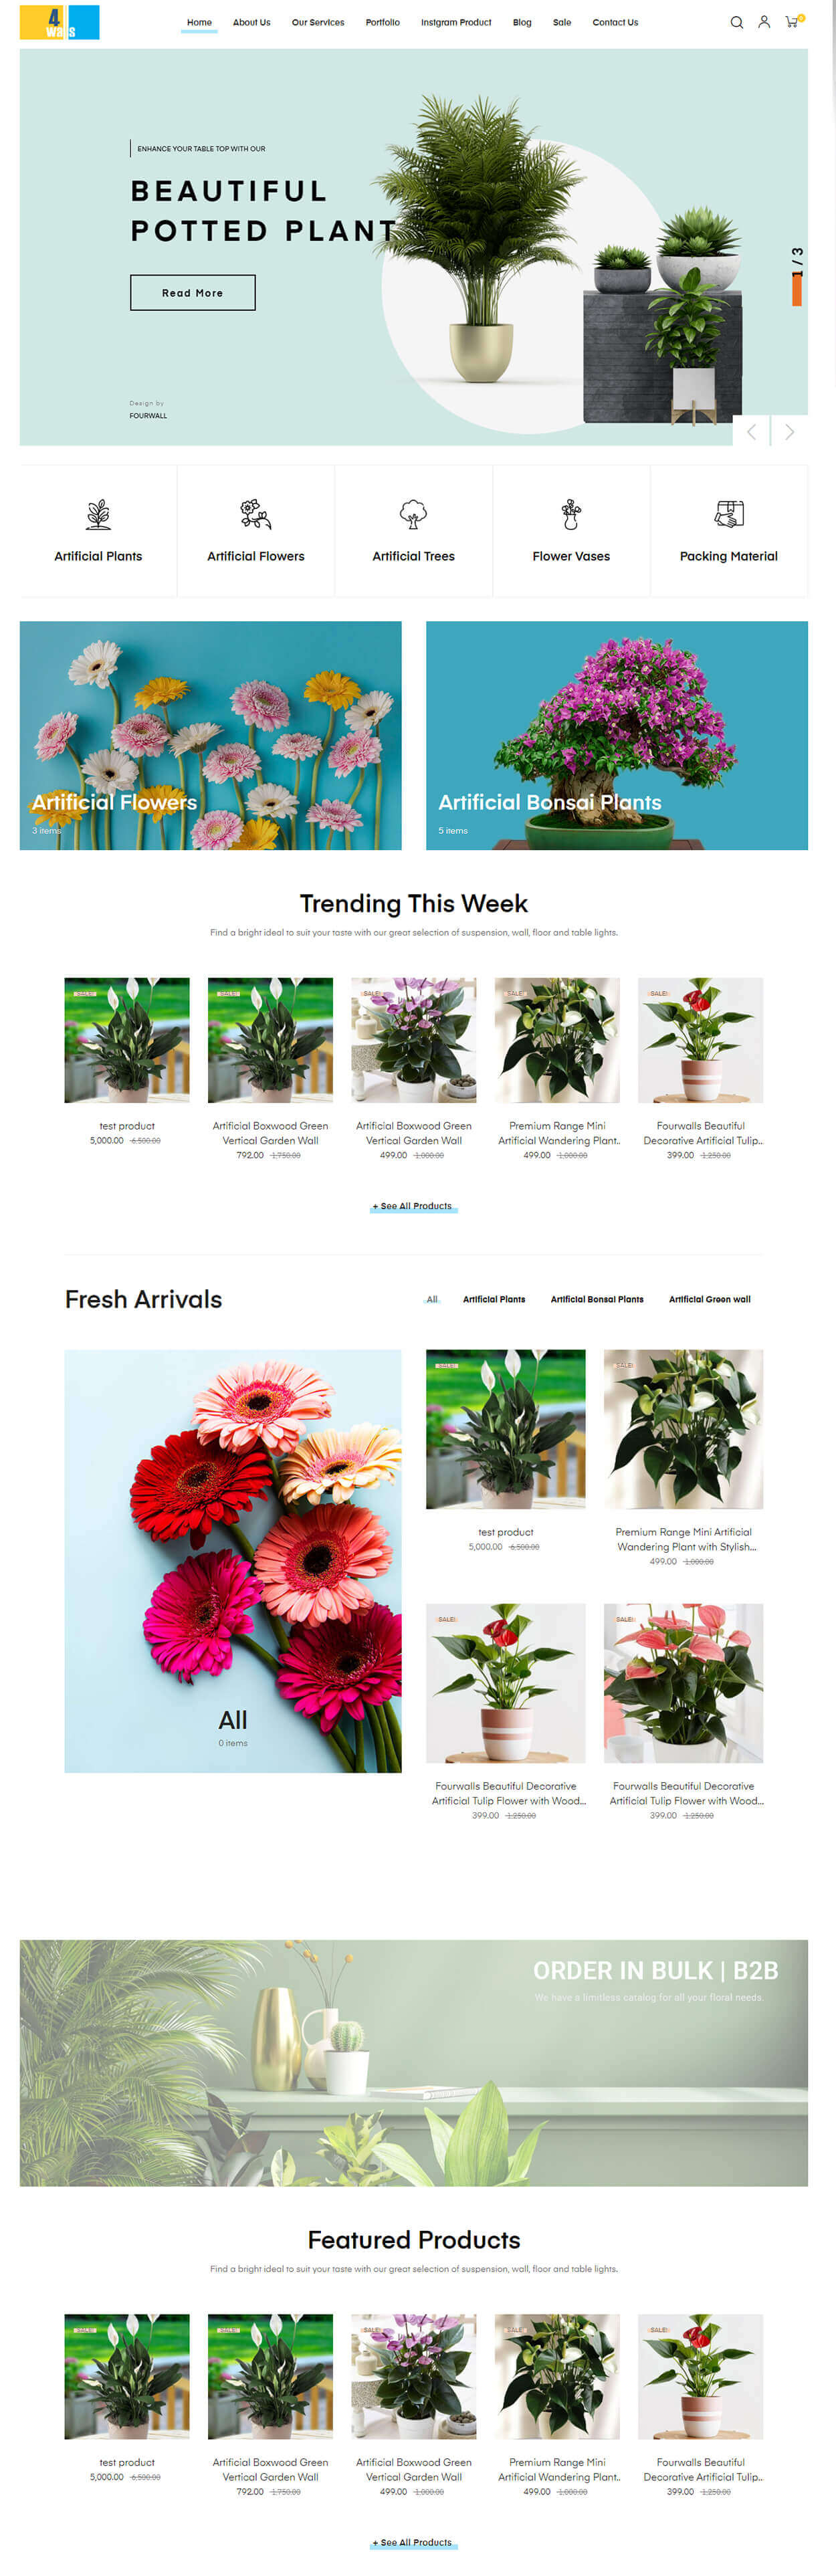 4
walls
Home About Us Our Services Portfolio Instgram Product Blog Sale Contact Us
0
ENHANCE YOUR TABLE TOP WITH OUR
BEAUTIFUL
POTTED PLANT
Read More
1 / 3
Design by
FOURWALL
Artificial Plants Artificial Flowers Artificial Trees Flower Vases Packing Material
Artificial Flowers
3 items
Artificial Bonsai Plants
5 items
Trending This Week
Find a bright ideal to suit your taste with our great selection of suspension, wall, floor and table lights.
SALE! SALE! SALE! SALE! SALE!
test product
5,000.00 6,500.00
Artificial Boxwood Green
Vertical Garden Wall
792.00 1,750.00
Artificial Boxwood Green
Vertical Garden Wall
499.00 1,000.00
Premium Range Mini
Artificial Wandering Plant..
499.00 1,000.00
Fourwalls Beautiful
Decorative Artificial Tulip..
399.00 1,250.00
+ See All Products
Fresh Arrivals
All Artificial Plants Artificial Bonsai Plants Artificial Green wall
All
0 items
SALE! SALE!
test product
5,000.00 6,500.00
Premium Range Mini Artificial
Wandering Plant with Stylish...
499.00 1,000.00
SALE! SALE!
Fourwalls Beautiful Decorative
Artificial Tulip Flower with Wood...
399.00 1,250.00
Fourwalls Beautiful Decorative
Artificial Tulip Flower with Wood...
399.00 1,250.00
ORDER IN BULK | B2B
We have a limitless catalog for all your floral needs.
Featured Products
Find a bright ideal to suit your taste with our great selection of suspension, wall, floor and table lights.
SALE! SALE! SALE! SALE! SALE!
test product
5,000.00 6,500.00
Artificial Boxwood Green
Vertical Garden Wall
792.00 1,750.00
Artificial Boxwood Green
Vertical Garden Wall
499.00 1,000.00
Premium Range Mini
Artificial Wandering Plant..
499.00 1,000.00
Fourwalls Beautiful
Decorative Artificial Tulip..
399.00 1,250.00
+ See All Products